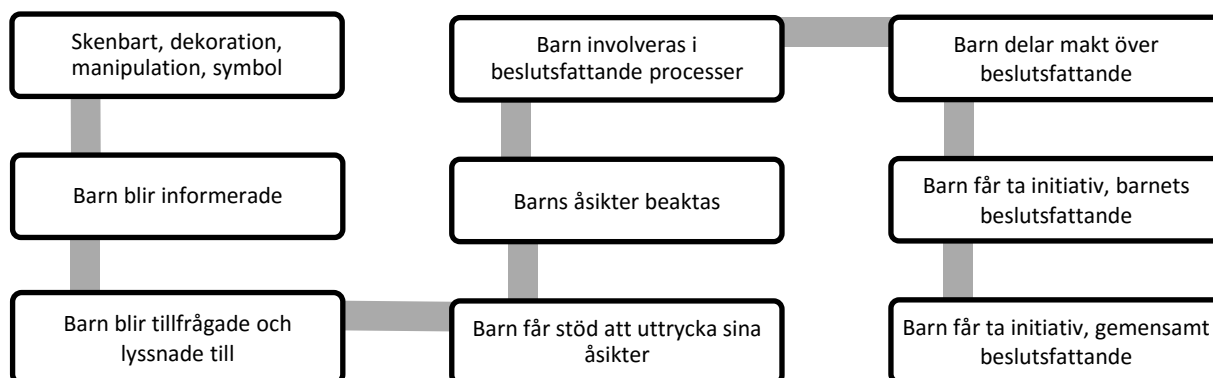 Skenbart, dekoration,
manipulation, symbol
Barn blir informerade
Barn blir tillfrågade och
lyssnade till
Barn får stöd att uttrycka sina
åsikter
Barns åsikter beaktas
Barn involveras i
beslutsfattande processer
Barn delar makt över
beslutsfattande
Barn får ta initiativ, barnets
beslutsfattande
Barn får ta initiativ, gemensamt
beslutsfattande